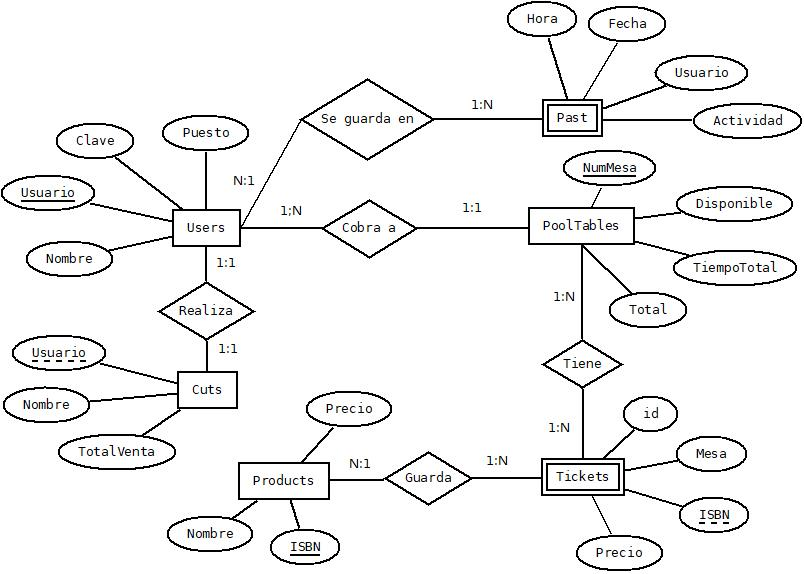 Hora
Fecha
Usuario
Se guarda en
1:N
Past
Actividad
Puesto
Clave
N:1
Usuario
NumMesa
Disponible
Users
1;N
Cobra a
1:1
PoolTables
Nombre
1:1
TiempoTotal
Realiza
1:N
Total
1:1
Usuario
Tiene
Cuts
Nombre
Precio
id
1:N
TotalVenta
Mesa
N:1
1:N
Products
Guarda
Tickets
ISBN
Nombre
ISBN
Precio